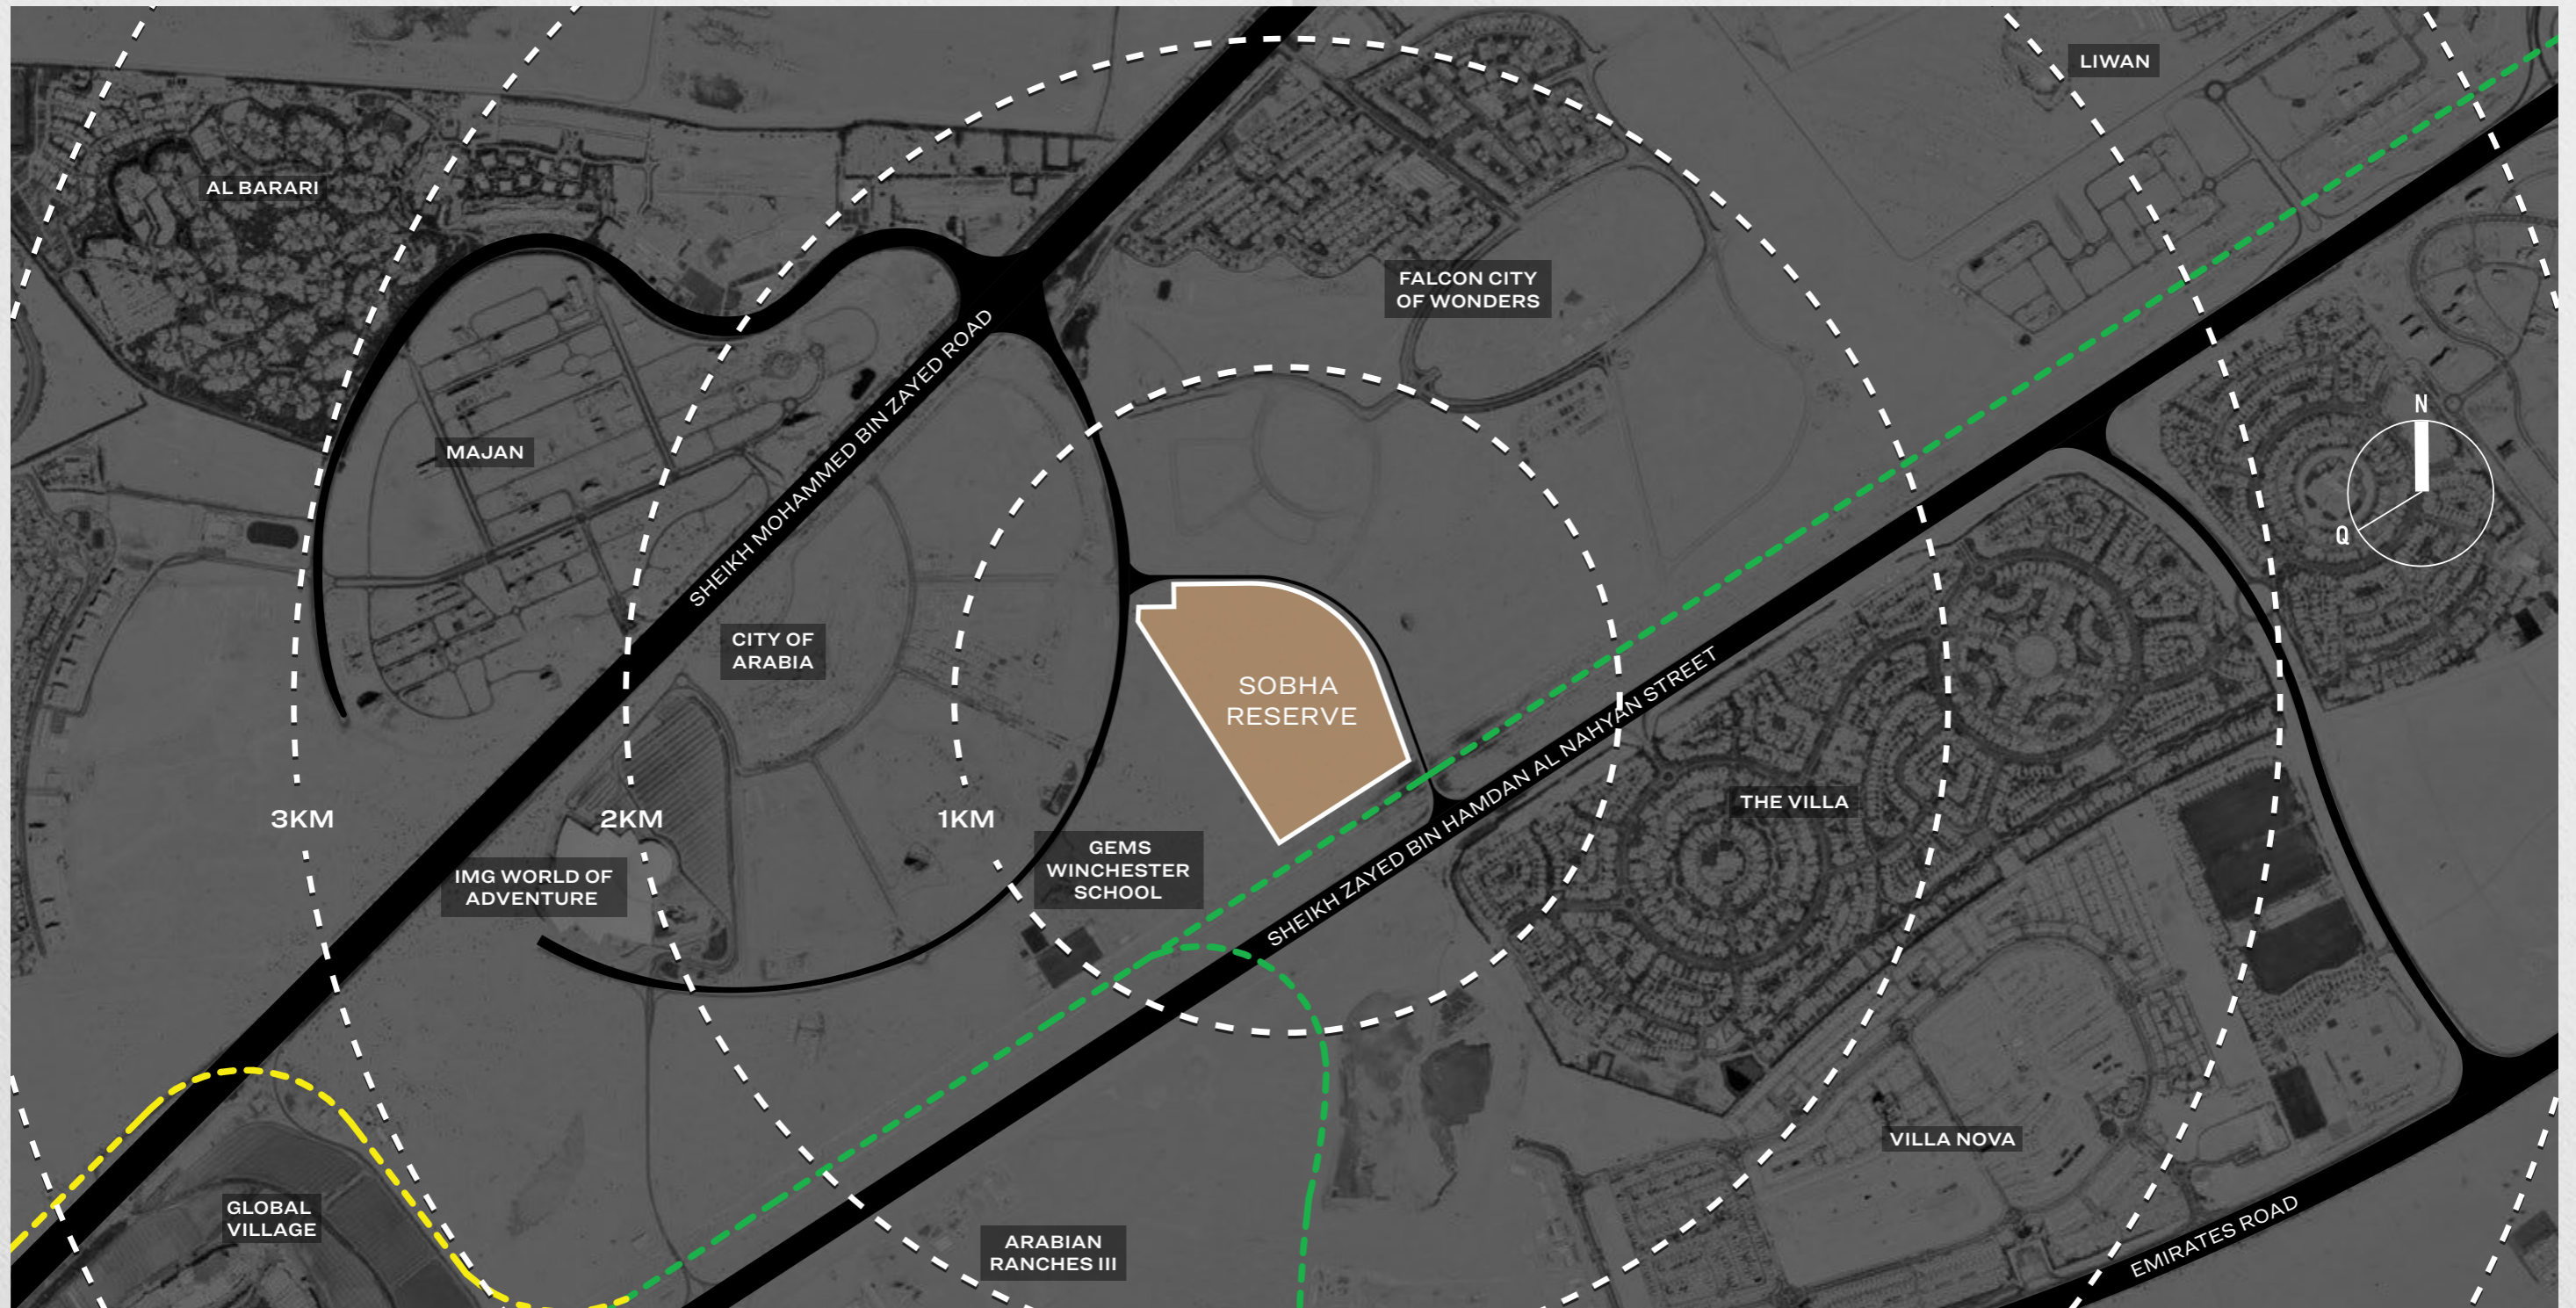 LIWAN
AL BARARI
FALCON CITY
OF WONDERS
N
Q
MAJAN
SHEIKH MOHAMMED BIN ZAYED ROAD
CITY OF
ARABIA
SOBHA
RESERVE
SHEIKH ZAYED BIN HAMDAN AL NAHYAN STREET
THE VILLA
3KM
2KM
1KM
GEMS
WINCHESTER
SCHOOL
IMG WORLD OF
ADVENTURE
VILLA NOVA
GLOBAL
VILLAGE
ARABIAN
RANCHES III
EMIRATES ROAD